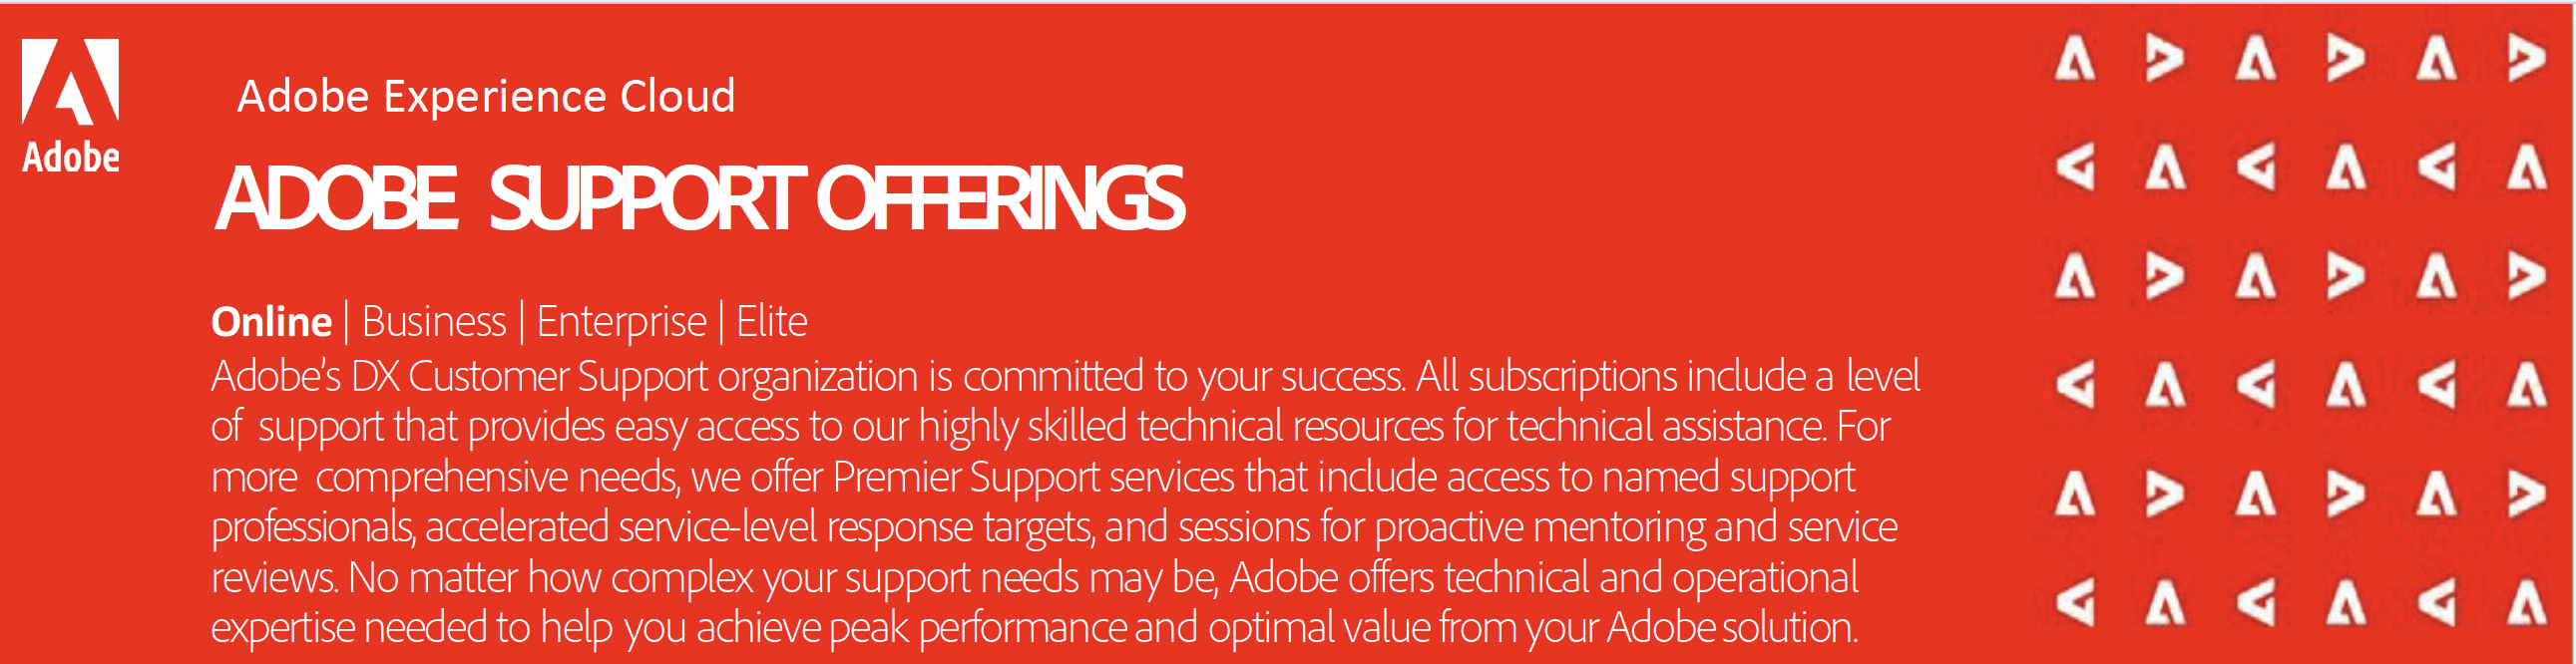 Adobe
Adobe Experience Cloud
ADOBE SUPPORT OFFERINGS
Online | Business | Enterprise | Elite
Adobe's DX Customer Support organization is committed to your success. All subscriptions include a level
of support that provides easy access to our highly skilled technical resources for technical assistance. For
more comprehensive needs, we offer Premier Support services that include access to named support
professionals, accelerated service-level response targets, and sessions for proactive mentoring and service
reviews. No matter how complex your support needs may be, Adobe offers technical and operational
expertise needed to help you achieve peak performance and optimal value from your Adobe solution.